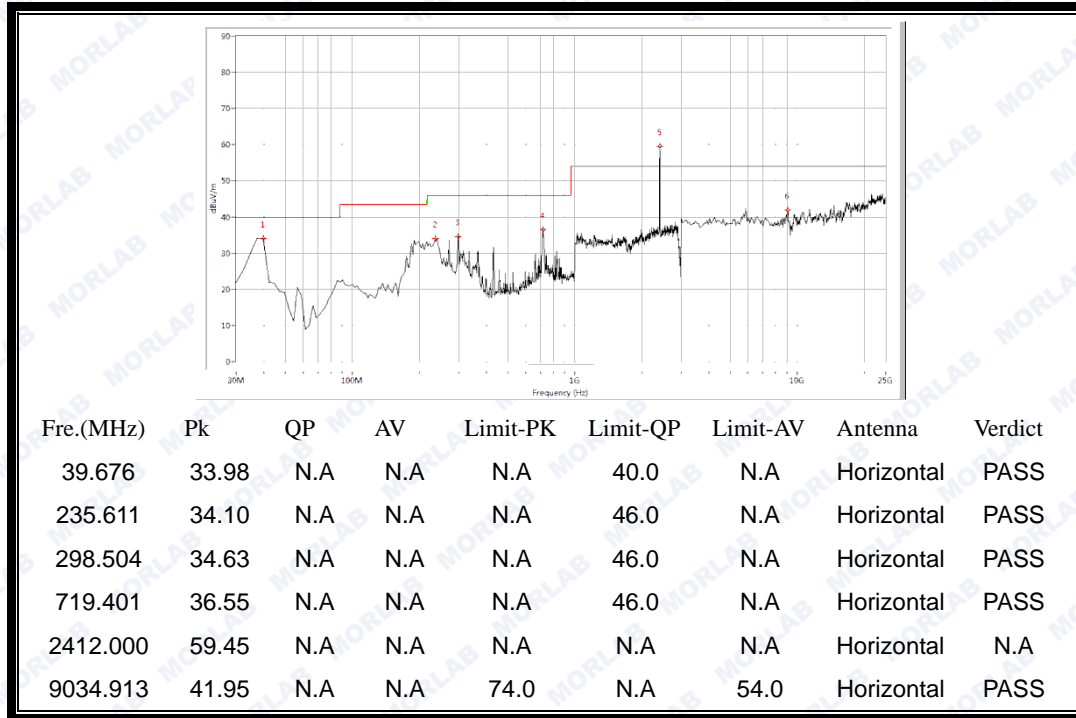 90
80
70
60
50
40
30
20
10
0
dBuV/m
1
2
3
4
5
6
30M 100M 1G 10G 25G
Frequency (Hz)
Fre.(MHz) Pk QP AV Limit-PK Limit-QP Limit-AV Antenna Verdict
39.676 33.98 N.A N.A N.A 40.0 N.A Horizontal PASS
235.611 34.10 N.A N.A N.A 46.0 N.A Horizontal PASS
298.504 34.63 N.A N.A N.A 46.0 N.A Horizontal PASS
719.401 36.55 N.A N.A N.A 46.0 N.A Horizontal PASS
2412.000 59.45 N.A N.A N.A N.A N.A Horizontal N.A
9034.913 41.95 N.A N.A 74.0 N.A 54.0 Horizontal PASS
MORLAB